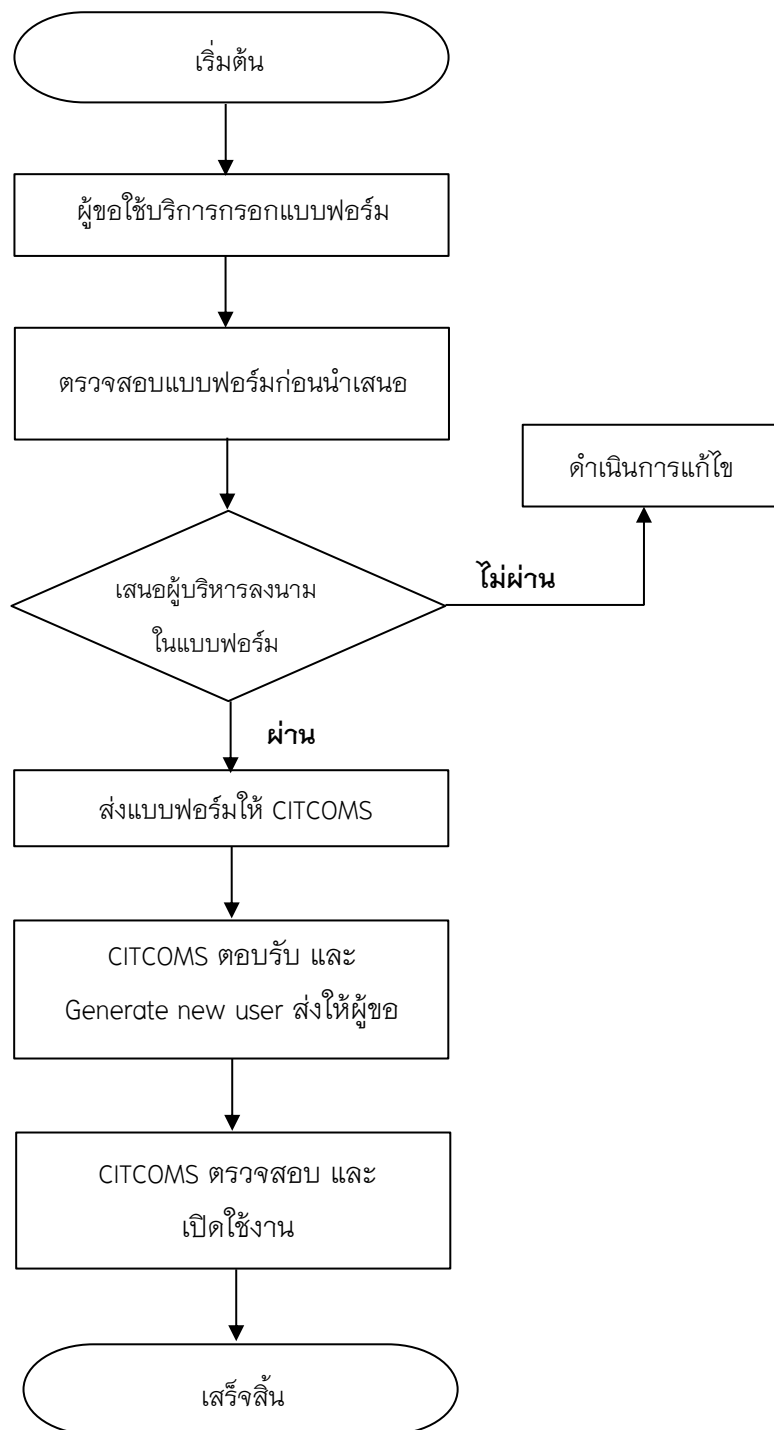 เริ่มต้น
ผู้ขอใช้บริการกรอกแบบฟอร์ม
ตรวจสอบแบบฟอร์มก่อนนำเสนอ
ดำเนินการแก้ไข
เสนอผู้บริหารลงนาม
ในแบบฟอร์ม
ไม่ผ่าน
ผ่าน
ส่งแบบฟอร์มให้ CITCOMS
CITCOMS ตอบรับ และ
Generate new user ส่งให้ผู้ขอ
CITCOMS ตรวจสอบ และ
เปิดใช้งาน
เสร็จสิ้น